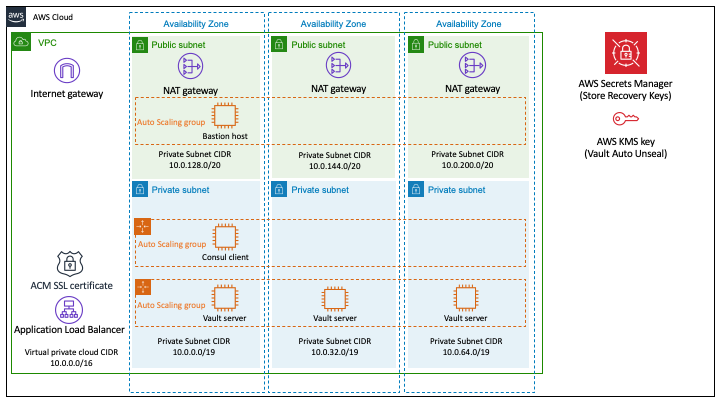 aws
AWS Cloud
Availability Zone
Availability Zone
Availability Zone
VPC
Internet gateway
Public subnet
Public subnet
Public subnet
NAT gateway
NAT gateway
NAT gateway
Auto Scaling group
Bastion host
Private Subnet CIDR
10.0.128.0/20
Private Subnet CIDR
10.0.144.0/20
Private Subnet CIDR
10.0.200.0/20
Private subnet
Private subnet
Private subnet
Auto Scaling group
Consul client
Auto Scaling group
Vault server
Vault server
Vault server
Private Subnet CIDR
10.0.0.0/19
Private Subnet CIDR
10.0.32.0/19
Private Subnet CIDR
10.0.64.0/19
ACM SSL certificate
Application Load Balancer
Virtual private cloud CIDR
10.0.0.0/16
AWS Secrets Manager
(Store Recovery Keys)
AWS KMS key
(Vault Auto Unseal)